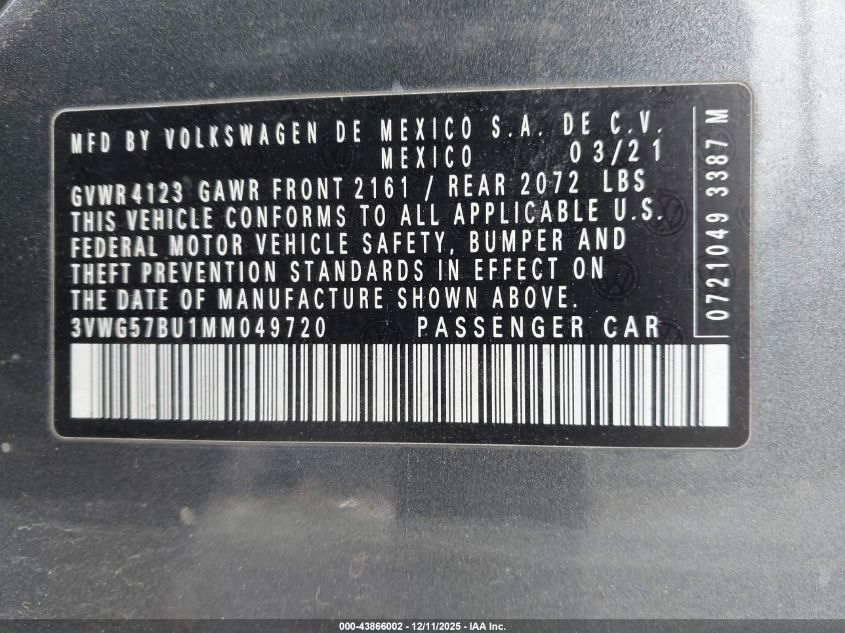 MFD BY VOLKSWAGEN DE MEXICO S.A. DE C.V.
MEXICO 03/21
GVWR 4123 GAWR FRONT 2161 / REAR 2072 LBS
THIS VEHICLE CONFORMS TO ALL APPLICABLE U.S.
FEDERAL MOTOR VEHICLE SAFETY, BUMPER AND
THEFT PREVENTION STANDARDS IN EFFECT ON
THE DATE OF MANUFACTURE SHOWN ABOVE.
3VWG57BU1MM049720 PASSENGER CAR
0721049 3387 M
000-43866002 - 12/11/2025 - IAA Inc.